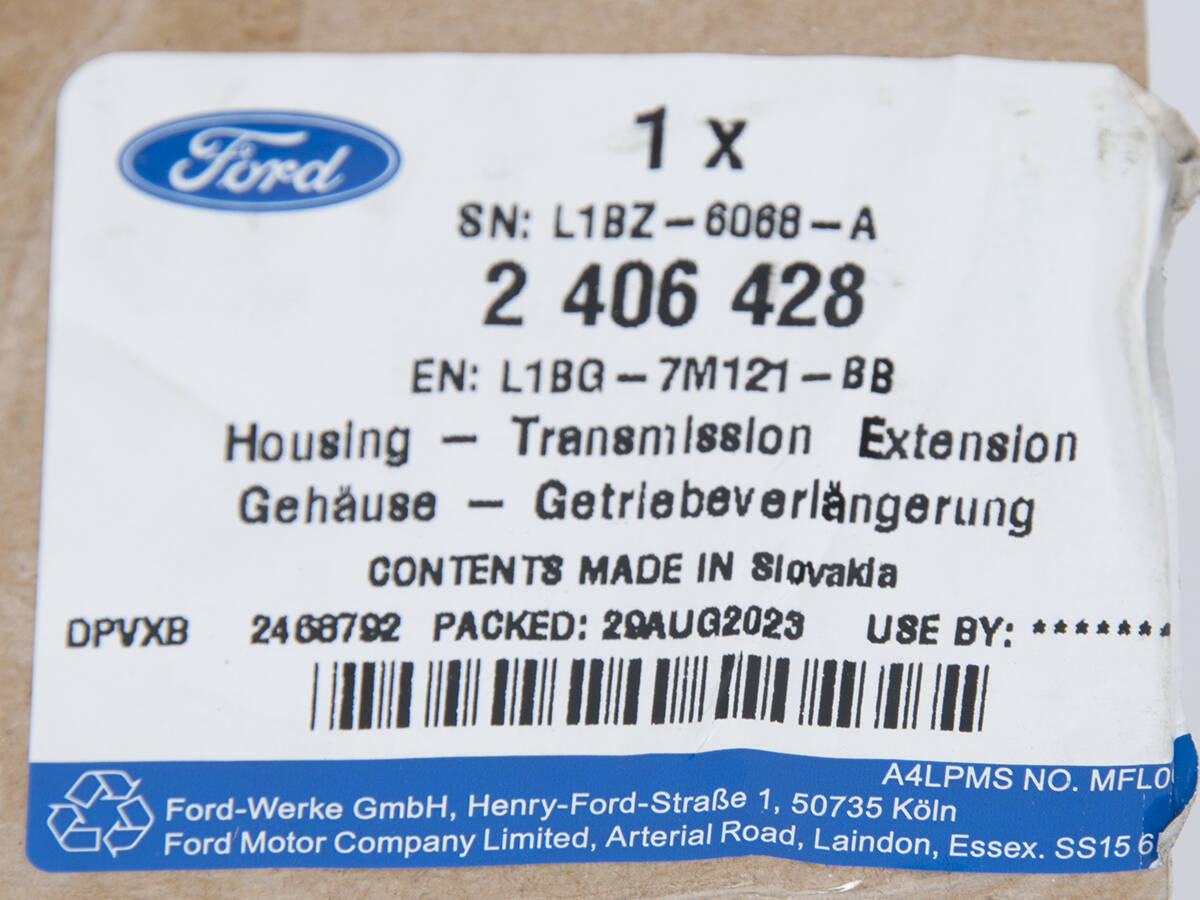 Ford
1 x
SN: L1BZ-6068-A
2 406 428
EN: L1BG-7M121-BB
Housing - Transmission Extension
Gehäuse - Getriebeverlängerung
CONTENTS MADE IN Slovakia
DPVXB 2468792 PACKED: 29AUG2023 USE BY: *******
A4LPMS NO. MFL0
Ford-Werke GmbH, Henry-Ford-Straße 1, 50735 Köln
Ford Motor Company Limited, Arterial Road, Laindon, Essex. SS15 6